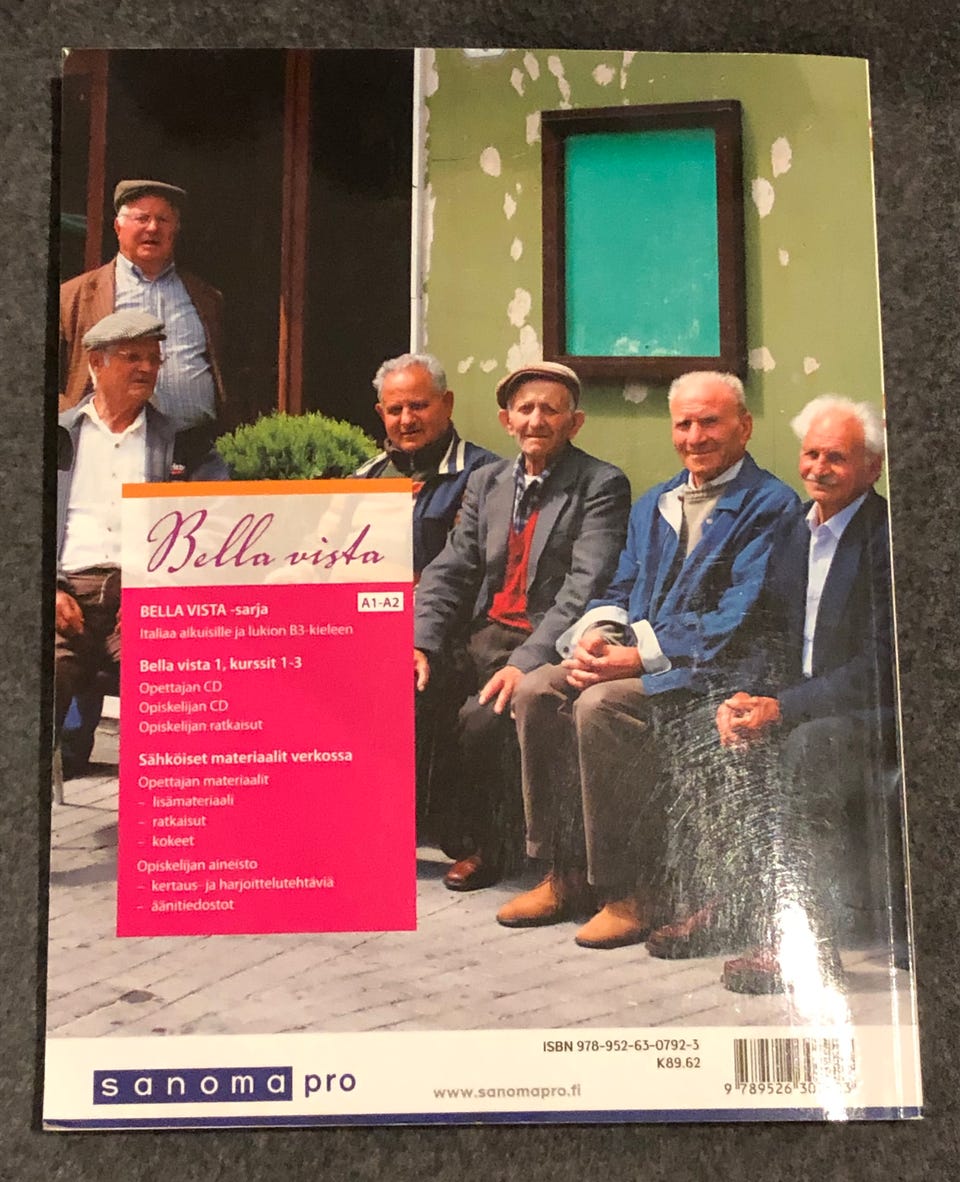 Bella vista
A1-A2
BELLA VISTA -sarja
Italiaa aikuisille ja lukion B3-kieleen
Bella vista 1, kurssit 1-3
Opettajan CD
Opiskelijan CD
Opiskelijan ratkaisut
Sähköiset materiaalit verkossa
Opettajan materiaalit
– lisämateriaali
– ratkaisut
– kokeet
Opiskelijan aineisto
– kertaus- ja harjoittelutehtäviä
– äänitiedostot
ISBN 978-952-63-0792-3
K89.62
sanoma pro
www.sanomapro.fi